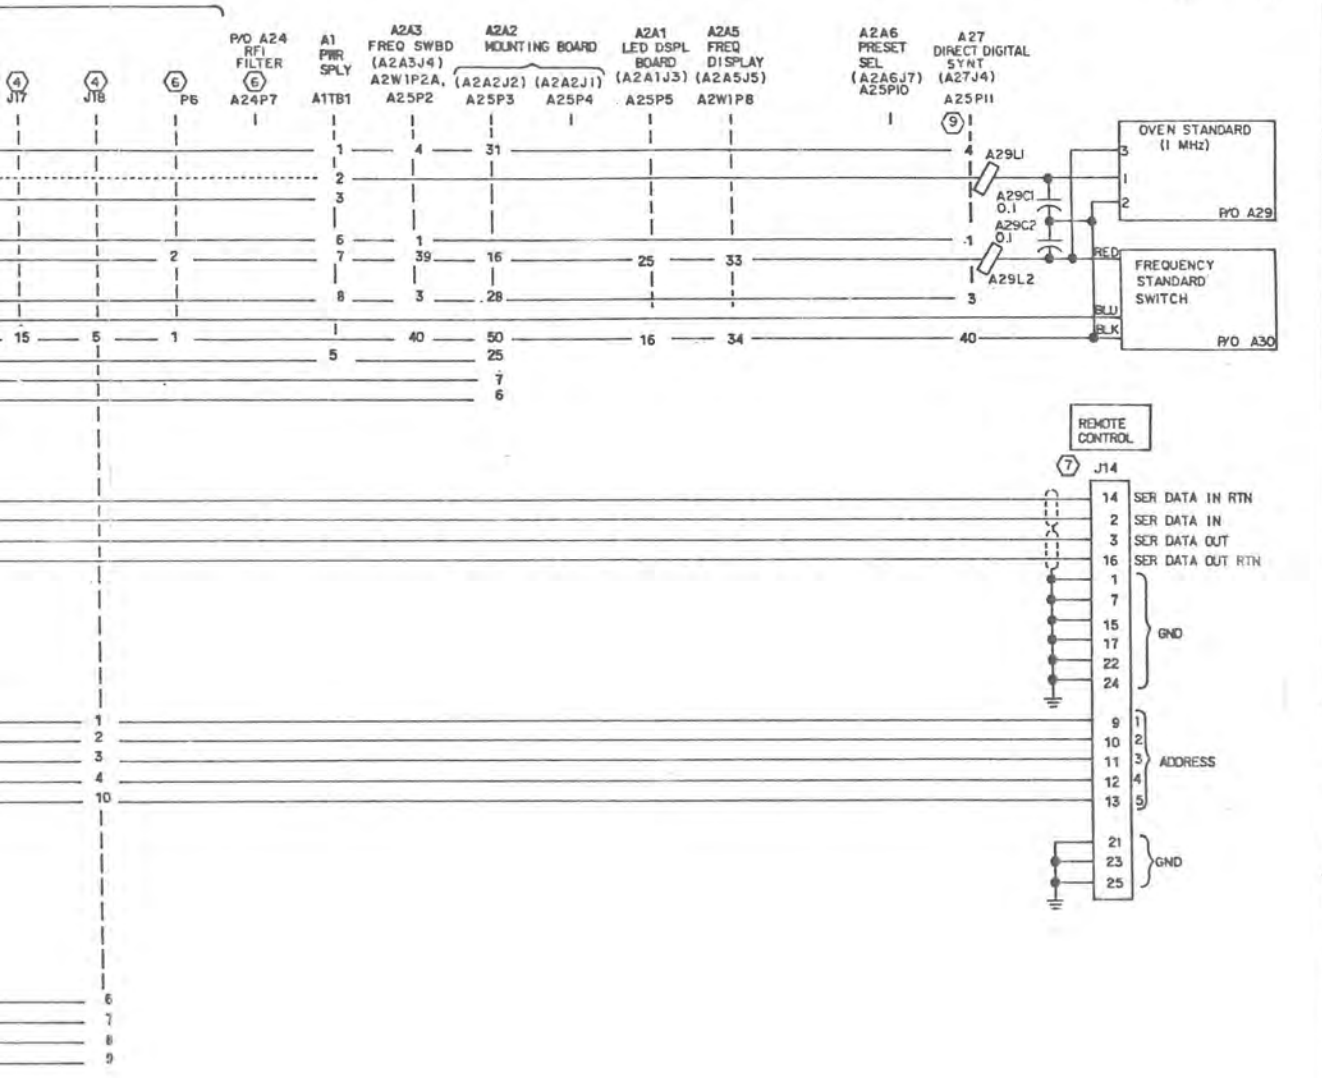 P/O A24
RFI
FILTER
A1
PWR
SPLY
A2A3
FREQ SWBD
(A2A3J4)
A2W1P2A,
A25P2
A2A2
MOUNTING BOARD
(A2A2J2) (A2A2J1)
A25P3 A25P4
A2A1
LED DSPL
BOARD
(A2A1J3)
A25P5
A2A5
FREQ
DISPLAY
(A2A5J5)
A2W1P8
A2A6
PRESET
SEL
(A2A6J7)
A25P10
A27
DIRECT DIGITAL
SYNT
(A27J4)
A25P11
4 4 6 6
J17 J18 P6 A24P7 A1TB1
9
1 4 31 4
2
3
6 1 1
2 7 39 16 25 33
8 3 28 3
15 5 1 40 50 16 34 40
5 25
7
6
A29L1
A29C1
0.1
A29C2
0.1
A29L2
OVEN STANDARD
(1 MHz)
3
1
2
P/O A29
RED
BLU
BLK
FREQUENCY
STANDARD
SWITCH
P/O A30
REMOTE
CONTROL
7 J14
14 SER DATA IN RTN
2 SER DATA IN
3 SER DATA OUT
16 SER DATA OUT RTN
1
7
15
17
22
24
GND
1 9 1
2 10 2
3 11 3
4 12 4
10 13 5
ADDRESS
21
23
25
GND
6
7
8
9